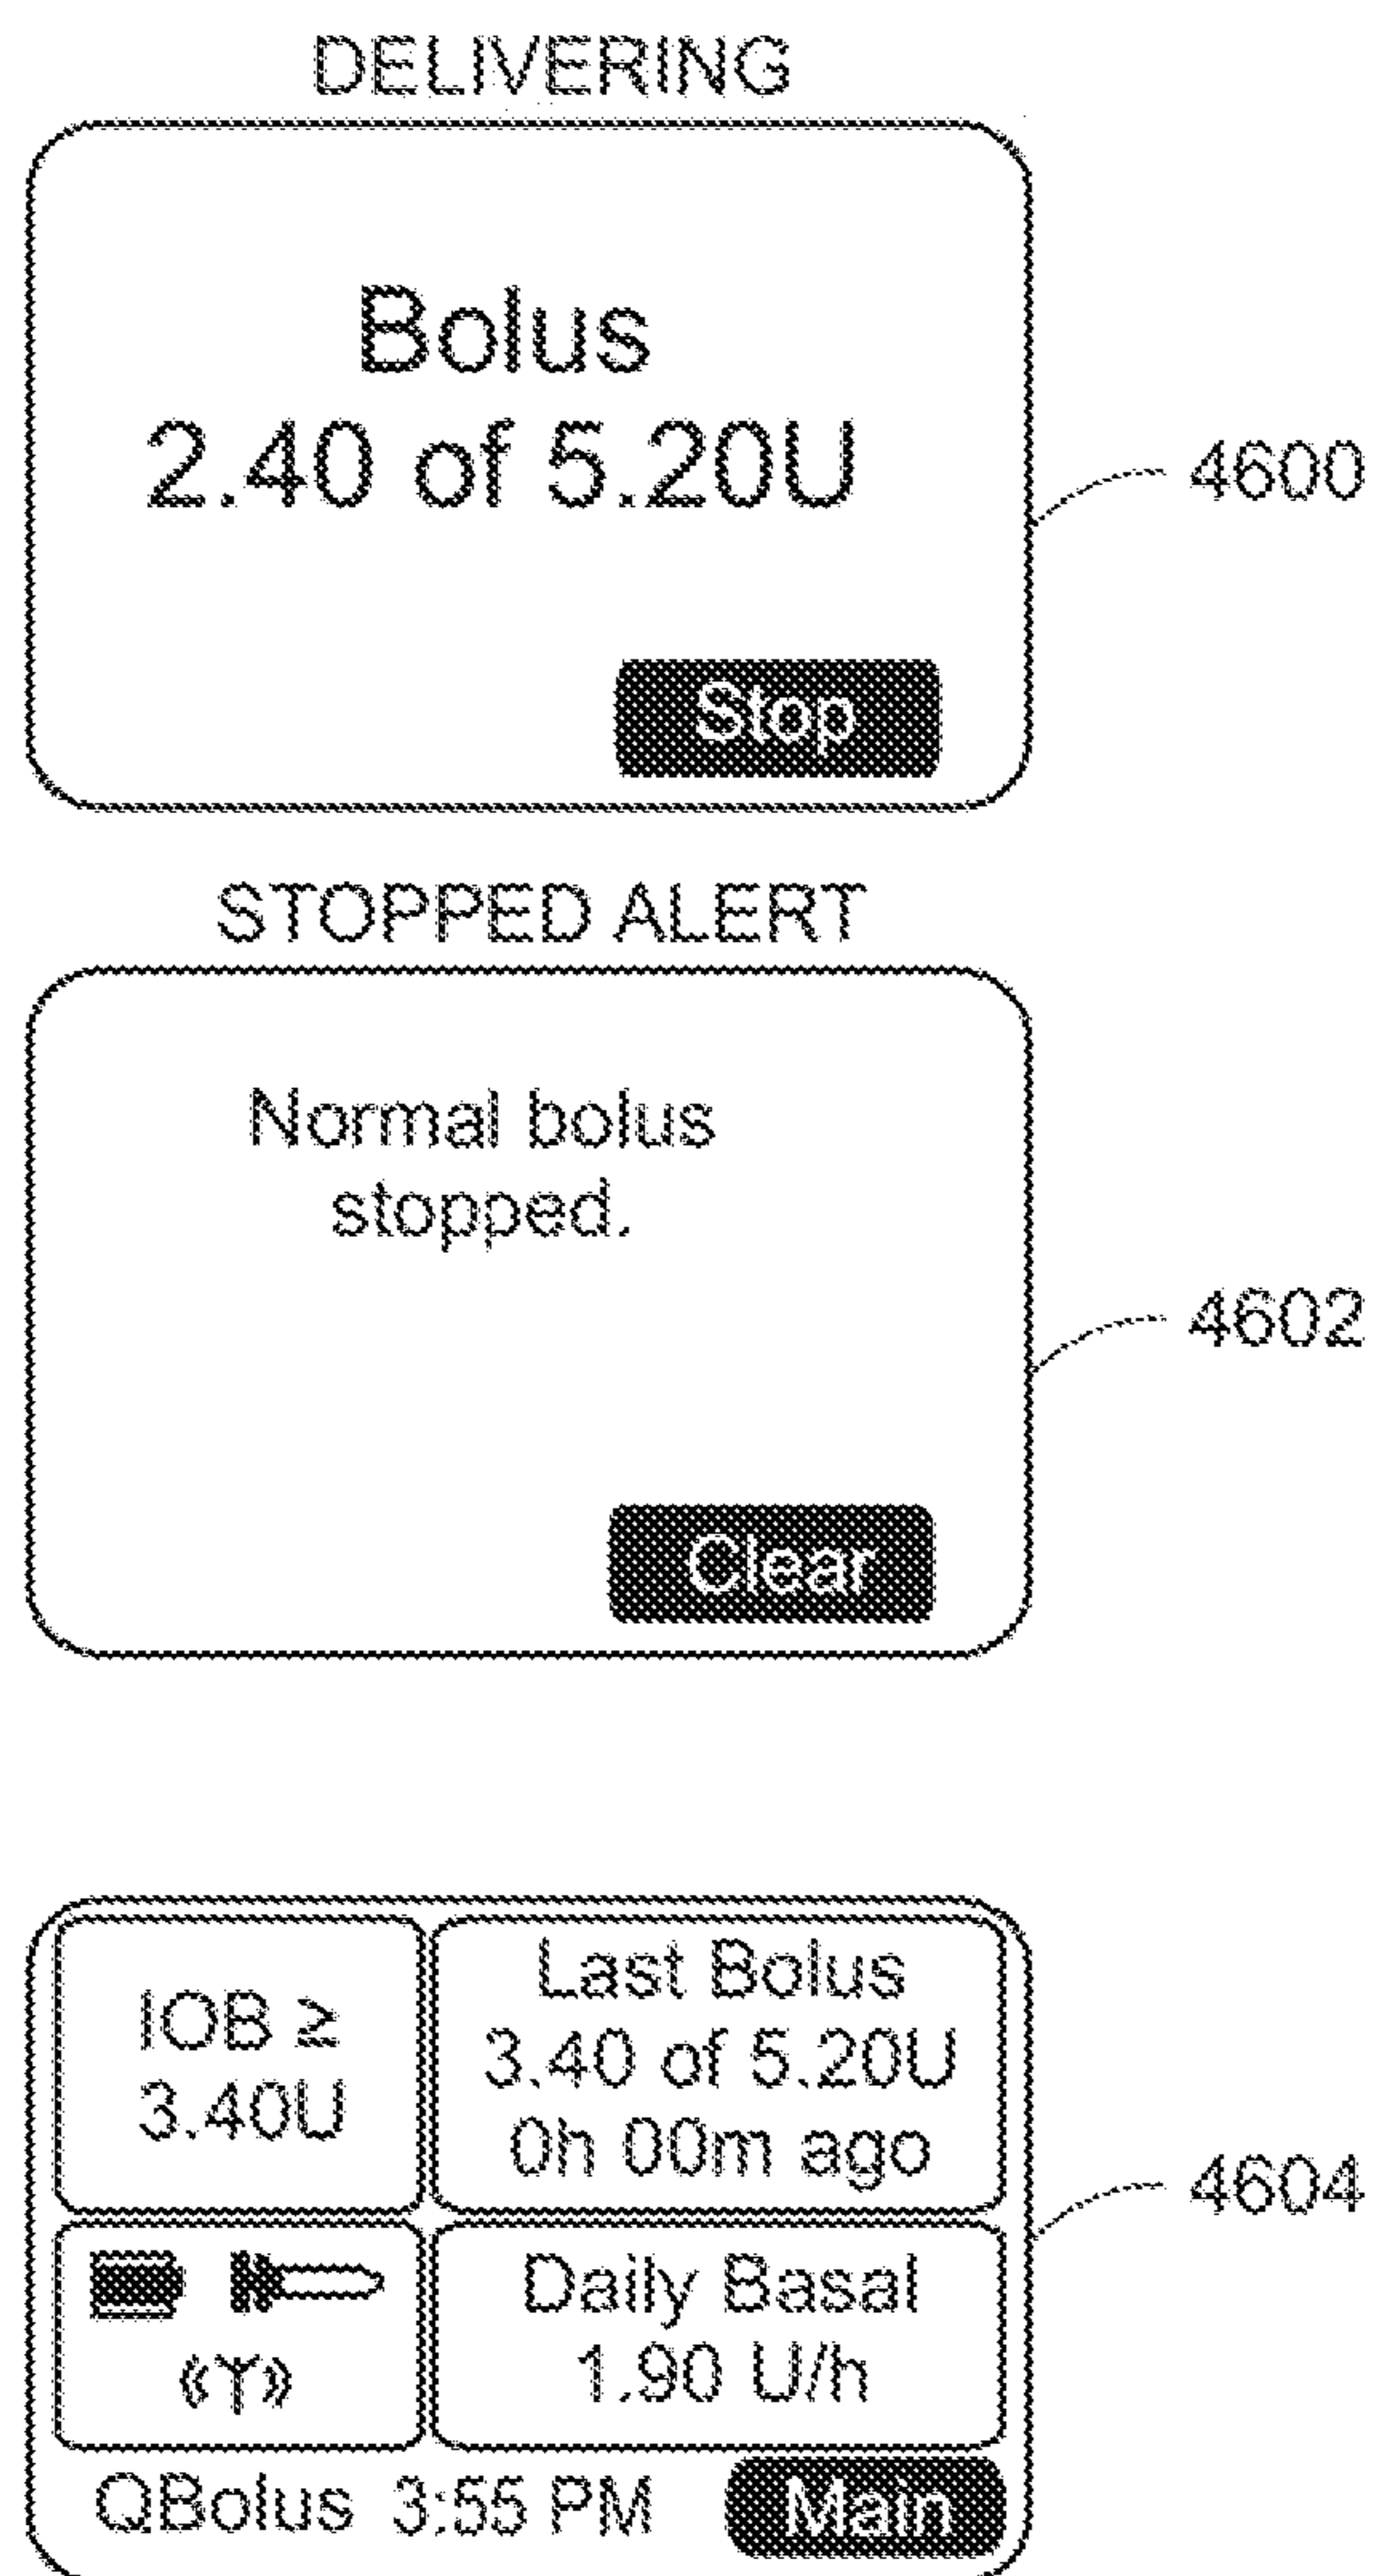 DELIVERING
Bolus
2.40 of 5.20U
4600
Stop
STOPPED ALERT
Normal bolus
stopped.
4602
Clear
IOB ≥
3.40U
Last Bolus
3.40 of 5.20U
0h 00m ago
4604
Daily Basal
1.90 U/h
QBolus 3:55 PM
Main